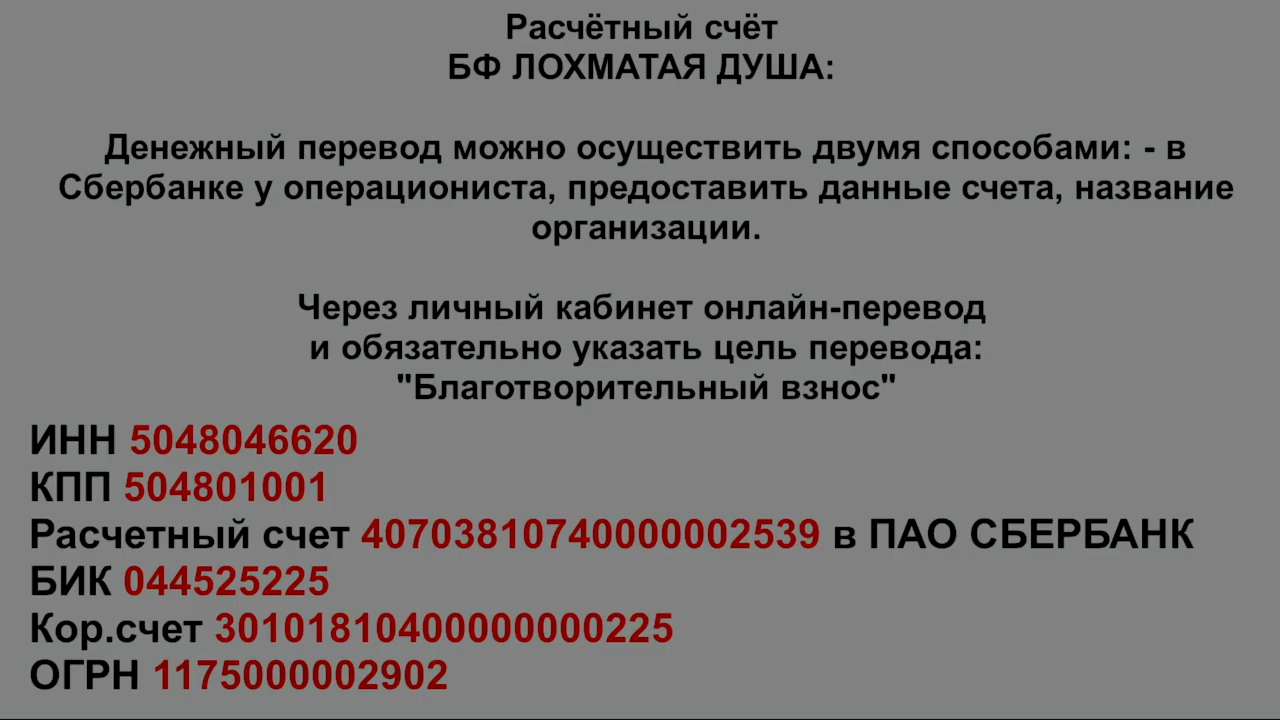 Расчётный счёт
БФ ЛОХМАТАЯ ДУША:
Денежный перевод можно осуществить двумя способами: - в
Сбербанке у операциониста, предоставить данные счета, название
организации.
Через личный кабинет онлайн-перевод
и обязательно указать цель перевода:
"Благотворительный взнос"
ИНН 5048046620
КПП 504801001
Расчетный счет 40703810740000002539 в ПАО СБЕРБАНК
БИК 044525225
Кор.счет 30101810400000000225
ОГРН 1175000002902